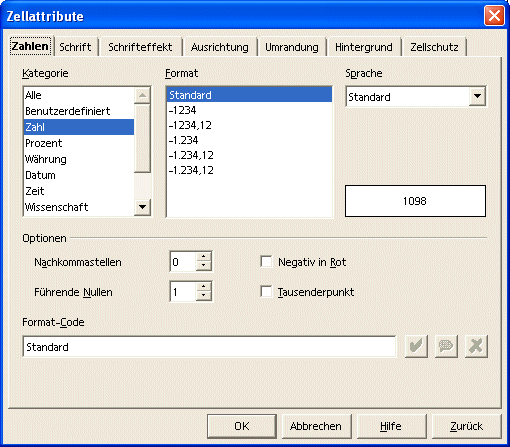 Zellattribute
Zahlen Schrift Schrifteffekt Ausrichtung Umrandung Hintergrund Zellschutz
Kategorie Format Sprache
Alle Standard Standard
Benutzerdefiniert -1234
Zahl -1234,12
Prozent -1.234
Währung -1.234,12
Datum -1.234,12
Zeit
Wissenschaft 1098
Optionen
Nachkommastellen 0 Negativ in Rot
Führende Nullen 1 Tausenderpunkt
Format-Code
Standard
OK Abbrechen Hilfe Zurück